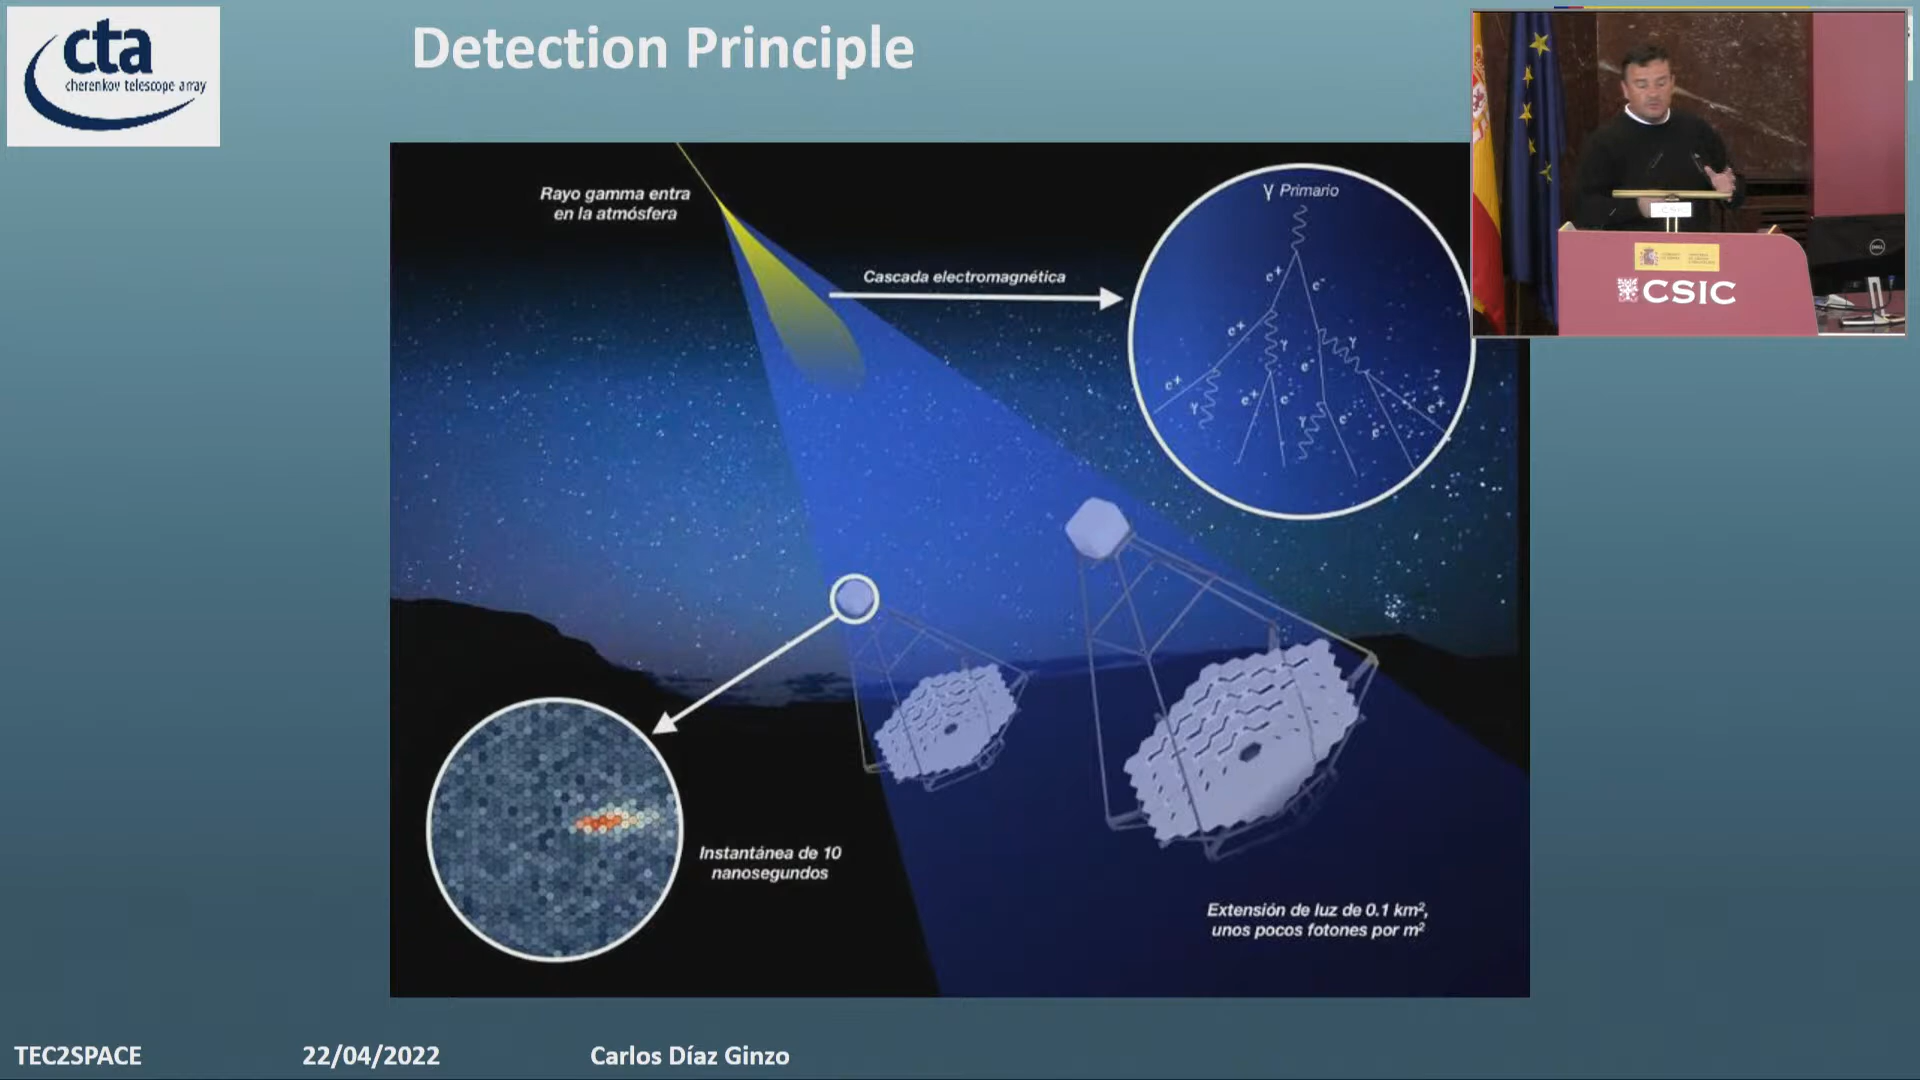 cta
cherenkov telescope array
Detection Principle
Rayo gamma entra
en la atmósfera
Cascada electromagnética
γ Primario
e+
e-
e+
γ
γ
e-
e+
γ
e+
e-
γ
e-
e-
e+
CSIC
CSIC
Instantánea de 10
nanosegundos
Extensión de luz de 0.1 km²,
unos pocos fotones por m²
TEC2SPACE
22/04/2022
Carlos Díaz Ginzo